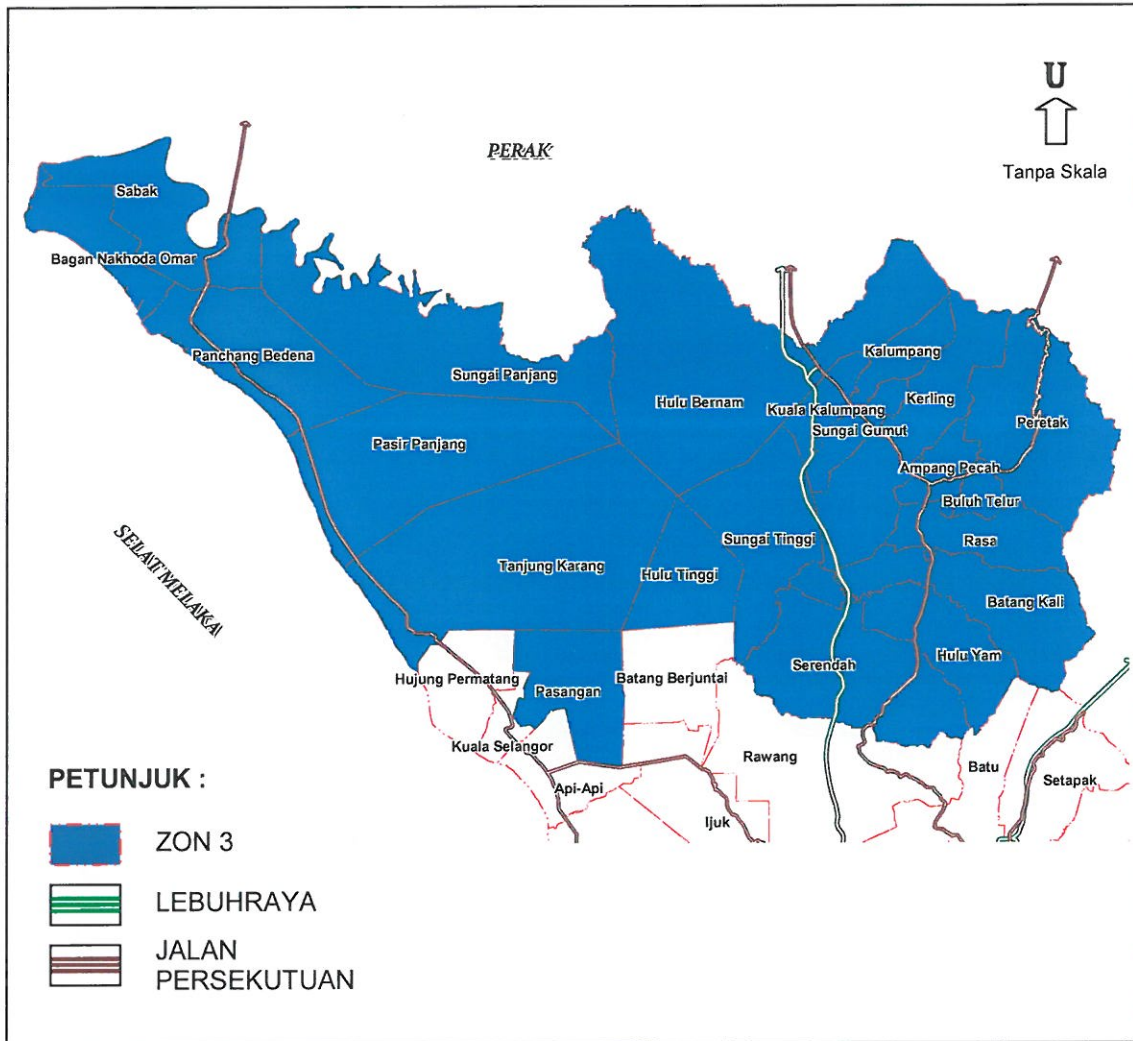 U
Tanpa Skala
PERAK
Sabak
Bagan Nakhoda Omar
Panchang Bedena
Sungai Panjang
Pasir Panjang
Hulu Bernam
Kalumpang
Kuala Kalumpang
Kerling
Sungai Gumut
Peretak
Ampang Pecah
Buluh Telur
Sungai Tinggi
Rasa
Tanjung Karang
Hulu Tinggi
Batang Kali
SELAT MELAKA
Hujung Permatang
Pasangan
Batang Berjuntai
Serendah
Hulu Yam
Kuala Selangor
Rawang
Batu
Setapak
Api-Api
Ijuk
PETUNJUK :
ZON 3
LEBUHRAYA
JALAN
PERSEKUTUAN